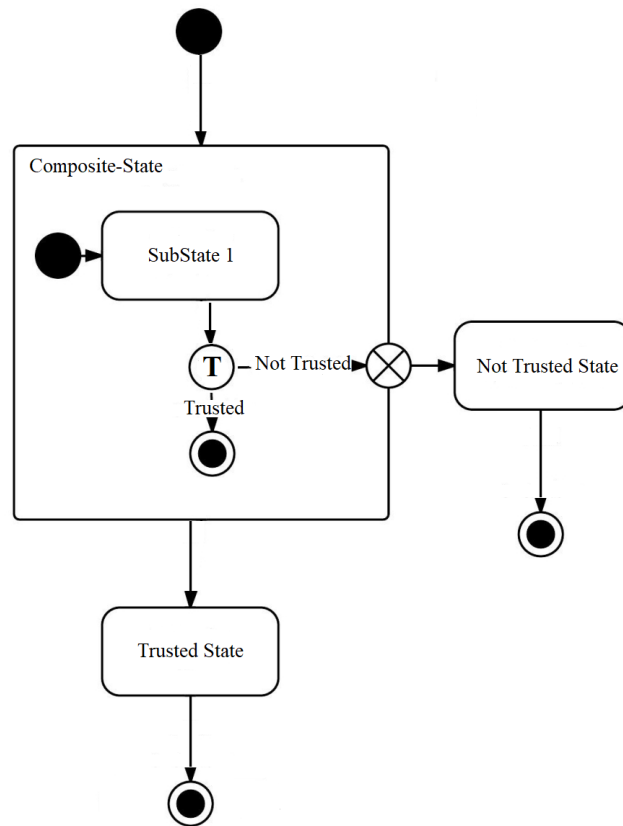 Composite-State
SubState 1
T
Not Trusted
Trusted
Not Trusted State
Trusted State